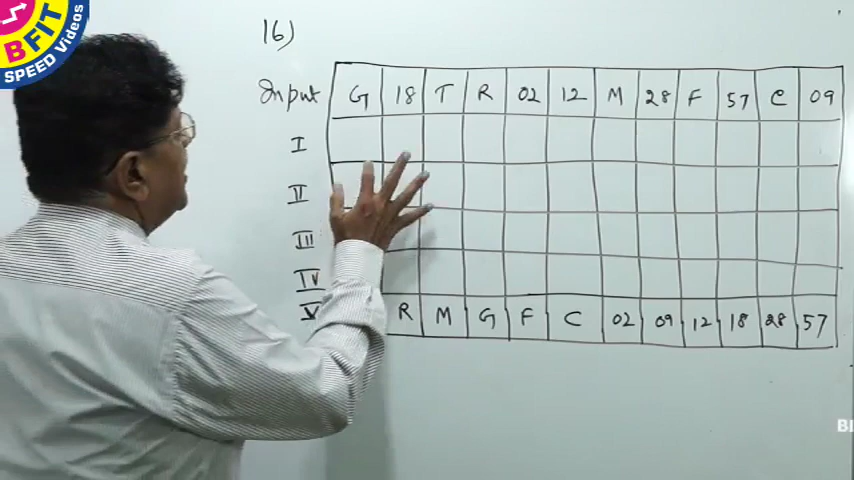 BFIT
SPEED Videos
16)
Input G 18 T R 02 12 M 28 F 57 C 09
I
II
III
IV
V R M G F C 02 09 12 18 28 57